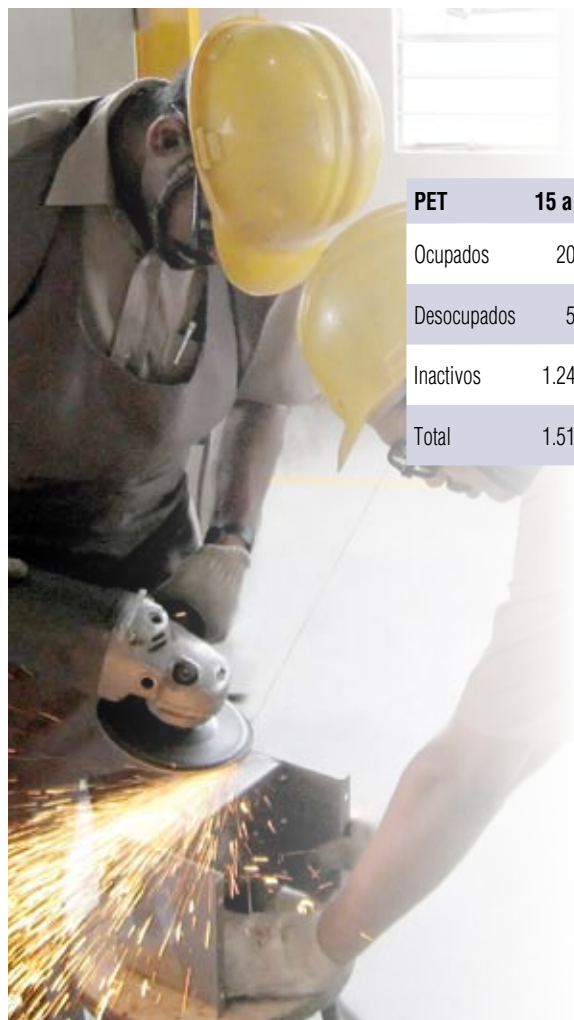 PET 15 a
Ocupados 20
Desocupados 5
Inactivos 1.24
Total 1.51